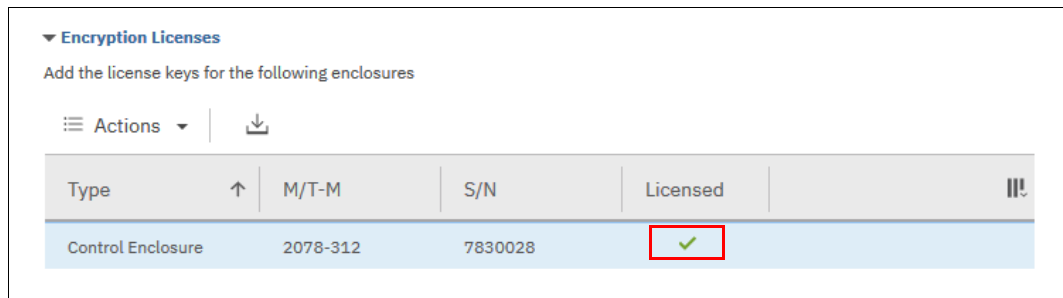 Encryption Licenses
Add the license keys for the following enclosures
Actions
Type M/T-M S/N Licensed
Control Enclosure 2078-312 7830028